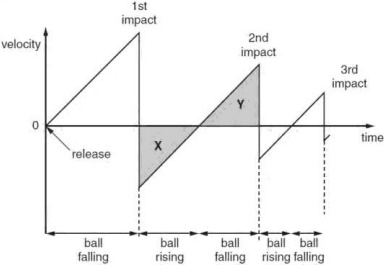 1st
impact
velocity
2nd
impact
3rd
impact
Y
0
X
time
release
ball
falling
ball
rising
ball
falling
ball
rising
ball
falling